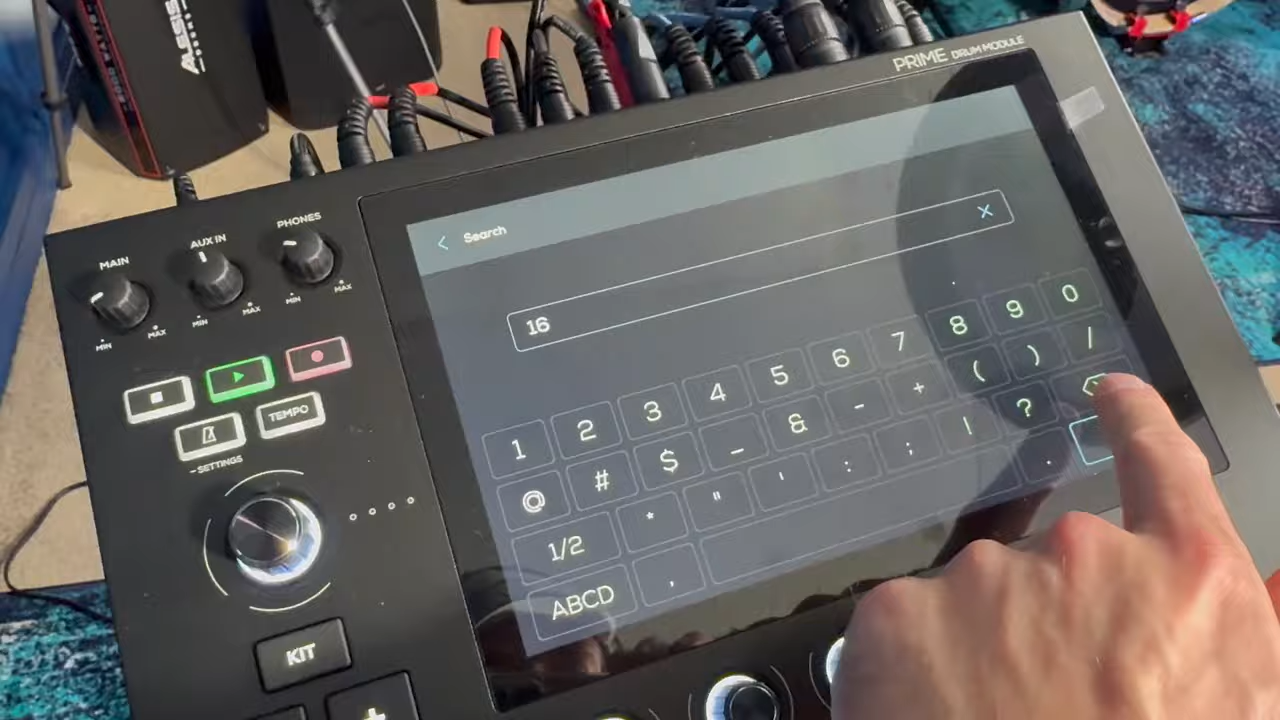 ALESIS
PRIME DRUM MODULE
MAIN
AUX IN
PHONES
MIN
MAX
MIN
MAX
MIN
MAX
TEMPO
- SETTINGS
KIT
Search
16
1 2 3 4 5 6 7 8 9 0
@ # $ _ & - + ( ) /
1/2 * " ' : ; ! ?
ABCD , .